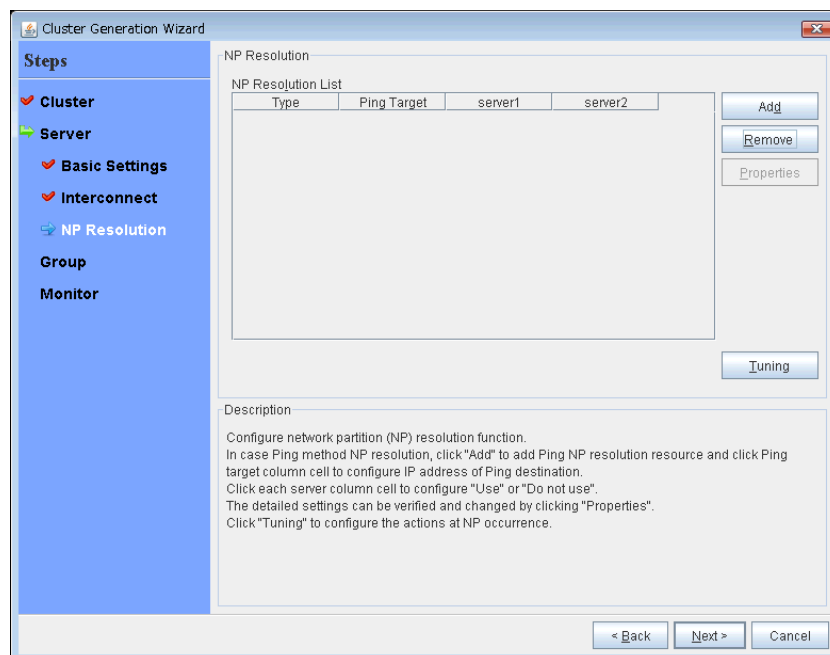 Cluster Generation Wizard
Steps
Cluster
Server
Basic Settings
Interconnect
NP Resolution
Group
Monitor
NP Resolution
NP Resolution List
Type Ping Target server1 server2
Add
Remove
Properties
Tuning
Description
Configure network partition (NP) resolution function.
In case Ping method NP resolution, click "Add" to add Ping NP resolution resource and click Ping
target column cell to configure IP address of Ping destination.
Click each server column cell to configure "Use" or "Do not use".
The detailed settings can be verified and changed by clicking "Properties".
Click "Tuning" to configure the actions at NP occurrence.
< Back Next > Cancel